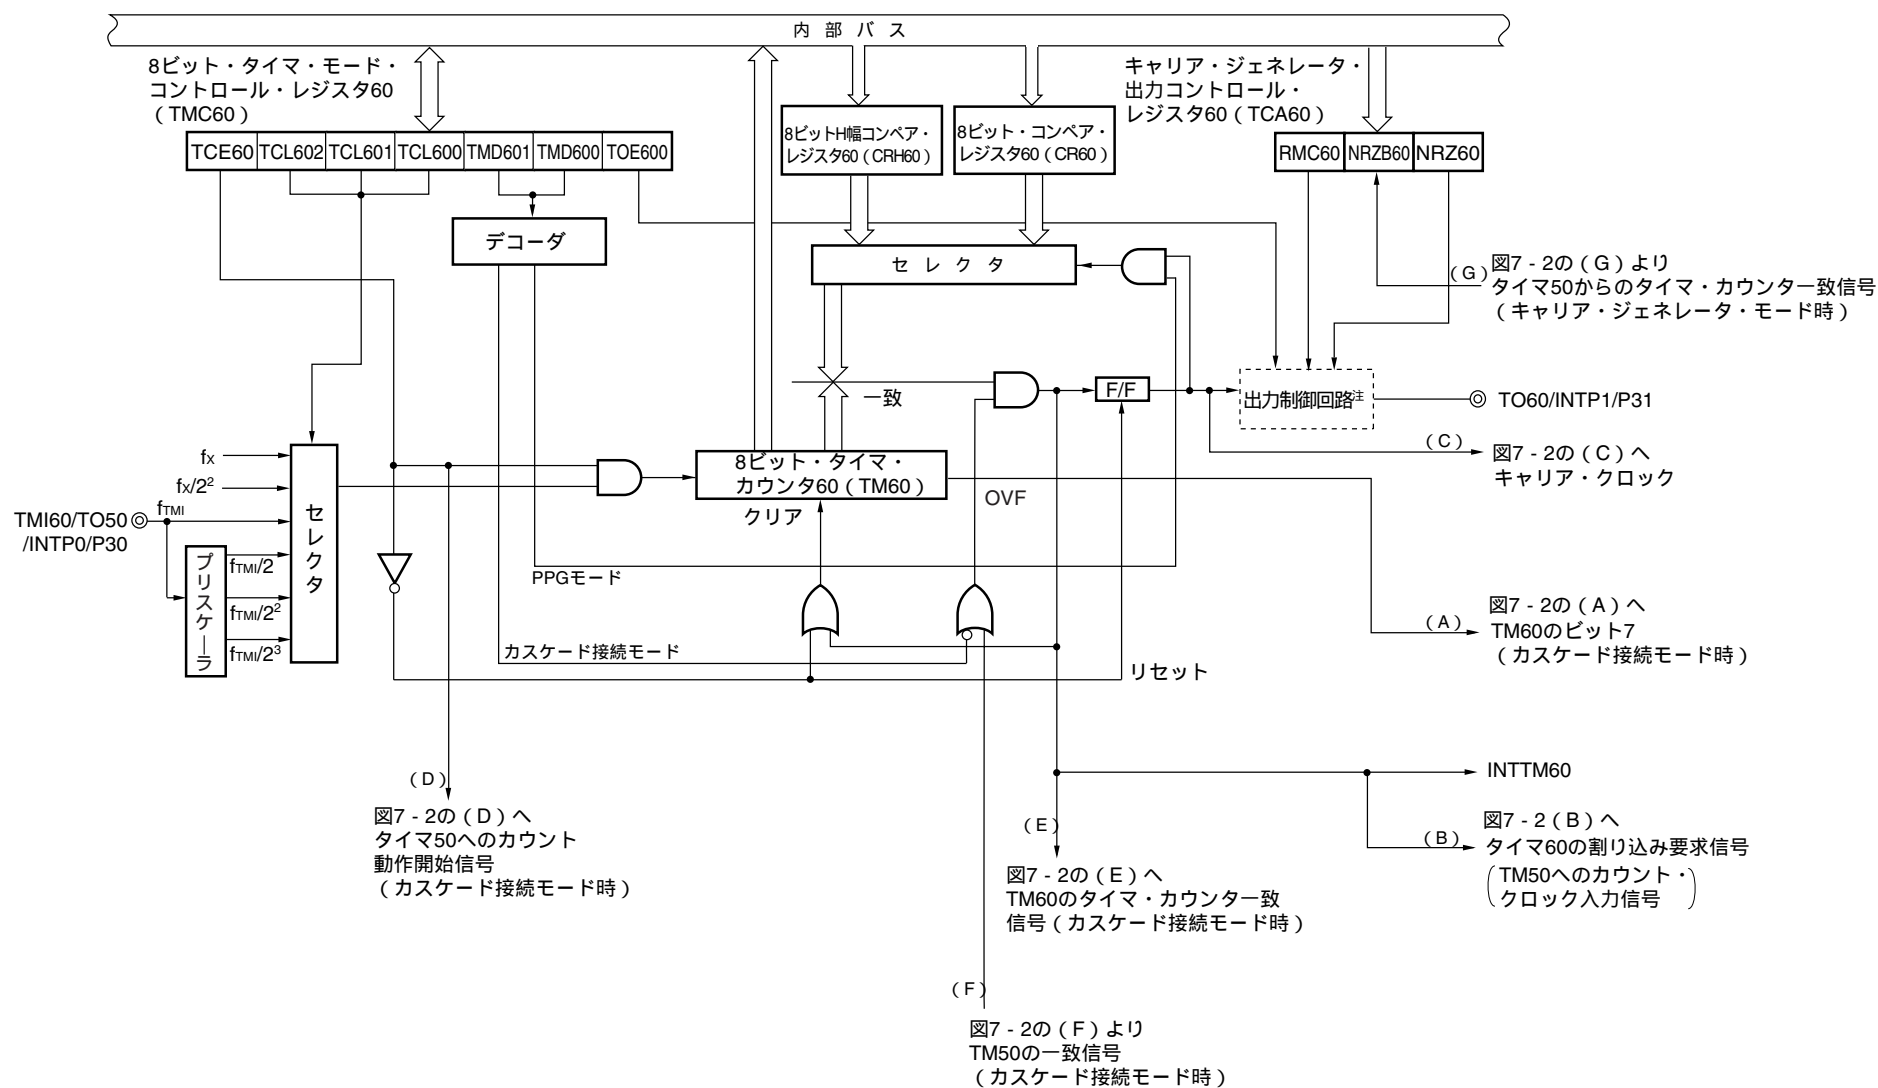 内 部 バ ス
8ビット・タイマ・モード・
コントロール・レジスタ60
(TMC60)
TCE60 TCL602 TCL601 TCL600 TMD601 TMD600 TOE600
8ビットH幅コンペア・
レジスタ60(CRH60)
8ビット・コンペア・
レジスタ60(CR60)
キャリア・ジェネレータ・
出力コントロール・
レジスタ60(TCA60)
RMC60 NRZB60 NRZ60
デコーダ
セ レ ク タ
(G)
図7-2の(G)より
タイマ50からのタイマ・カウンタ一致信号
(キャリア・ジェネレータ・モード時)
一致
F/F
出力制御回路注
TO60/INTP1/P31
(C)
図7-2の(C)へ
キャリア・クロック
fX
fX/2²
fTMI
TMI60/TO50
/INTP0/P30
プリスケーラ
fTMI/2
fTMI/2²
fTMI/2³
セレクタ
8ビット・タイマ・
カウンタ60(TM60)
クリア
OVF
PPGモード
カスケード接続モード
リセット
(A)
図7-2の(A)へ
TM60のビット7
(カスケード接続モード時)
(D)
図7-2の(D)へ
タイマ50へのカウント
動作開始信号
(カスケード接続モード時)
INTTM60
(E)
図7-2の(E)へ
TM60のタイマ・カウンタ一致
信号(カスケード接続モード時)
(B)
図7-2(B)へ
タイマ60の割り込み要求信号
(TM50へのカウント・
クロック入力信号)
(F)
図7-2の(F)より
TM50の一致信号
(カスケード接続モード時)